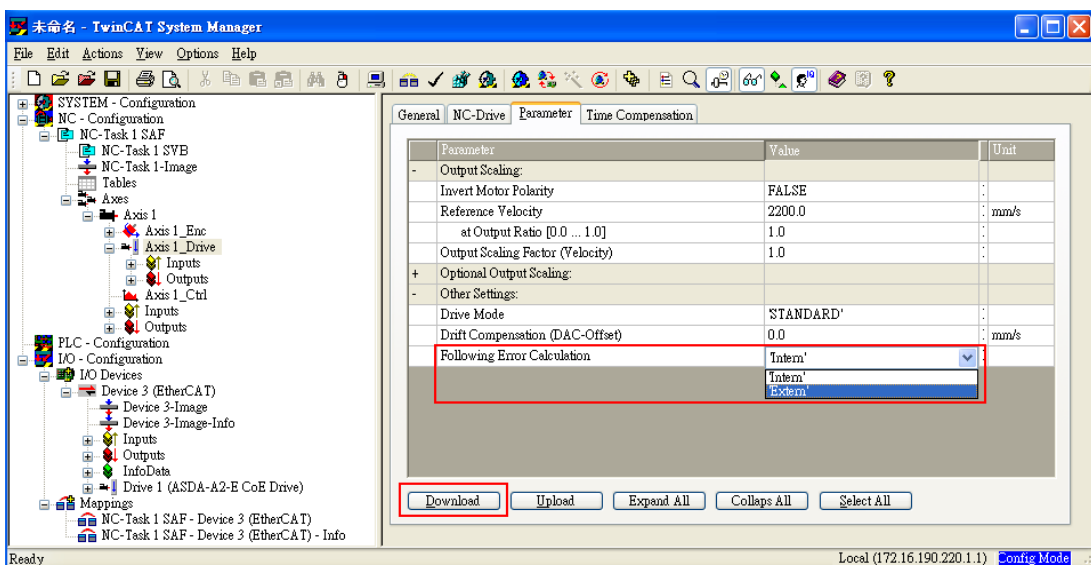 未命名 - TwinCAT System Manager
File Edit Actions View Options Help
SYSTEM - Configuration
NC - Configuration
NC-Task 1 SAF
NC-Task 1 SVB
NC-Task 1-Image
Tables
Axes
Axis 1
Axis 1_Enc
Axis 1_Drive
Inputs
Outputs
Axis 1_Ctrl
Inputs
Outputs
PLC - Configuration
I/O - Configuration
I/O Devices
Device 3 (EtherCAT)
Device 3-Image
Device 3-Image-Info
Inputs
Outputs
InfoData
Drive 1 (ASDA-A2-E CoE Drive)
Mappings
NC-Task 1 SAF - Device 3 (EtherCAT)
NC-Task 1 SAF - Device 3 (EtherCAT) - Info
General NC-Drive Parameter Time Compensation
Parameter Value Unit
- Output Scaling:
Invert Motor Polarity FALSE
Reference Velocity 2200.0 mm/s
at Output Ratio [0.0 ... 1.0] 1.0
Output Scaling Factor (Velocity) 1.0
+ Optional Output Scaling:
- Other Settings:
Drive Mode 'STANDARD'
Drift Compensation (DAC-Offset) 0.0 mm/s
Following Error Calculation 'Intern'
'Intern'
'Extern'
Download Upload Expand All Collaps All Select All
Ready Local (172.16.190.220.1.1) Config Mode